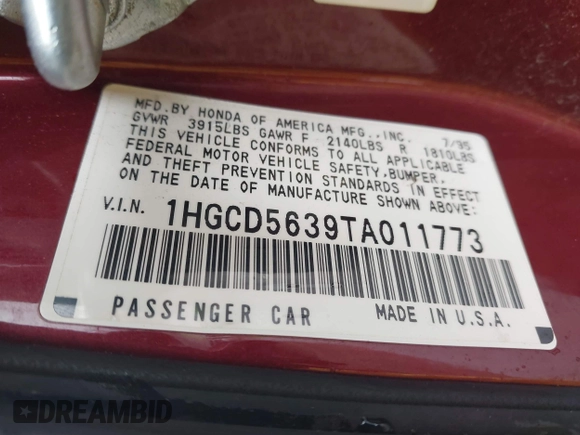 MFD.BY HONDA OF AMERICA MFG.,INC. 7/95
GVWR 3915LBS GAWR F 2140LBS R 1810LBS
THIS VEHICLE CONFORMS TO ALL APPLICABLE
FEDERAL MOTOR VEHICLE SAFETY,BUMPER,
AND THEFT PREVENTION STANDARDS IN EFFECT
ON THE DATE OF MANUFACTURE SHOWN ABOVE:
V.I.N. 1HGCD5639TA011773
PASSENGER CAR MADE IN U.S.A.
DREAMBID